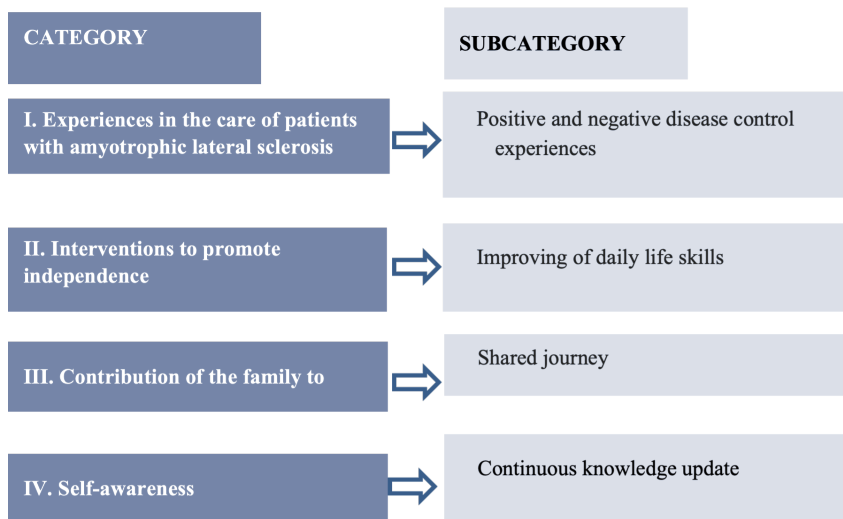 CATEGORY
SUBCATEGORY
I. Experiences in the care of patients
with amyotrophic lateral sclerosis
Positive and negative disease control
experiences
II. Interventions to promote
independence
Improving of daily life skills
III. Contribution of the family to
Shared journey
IV. Self-awareness
Continuous knowledge update